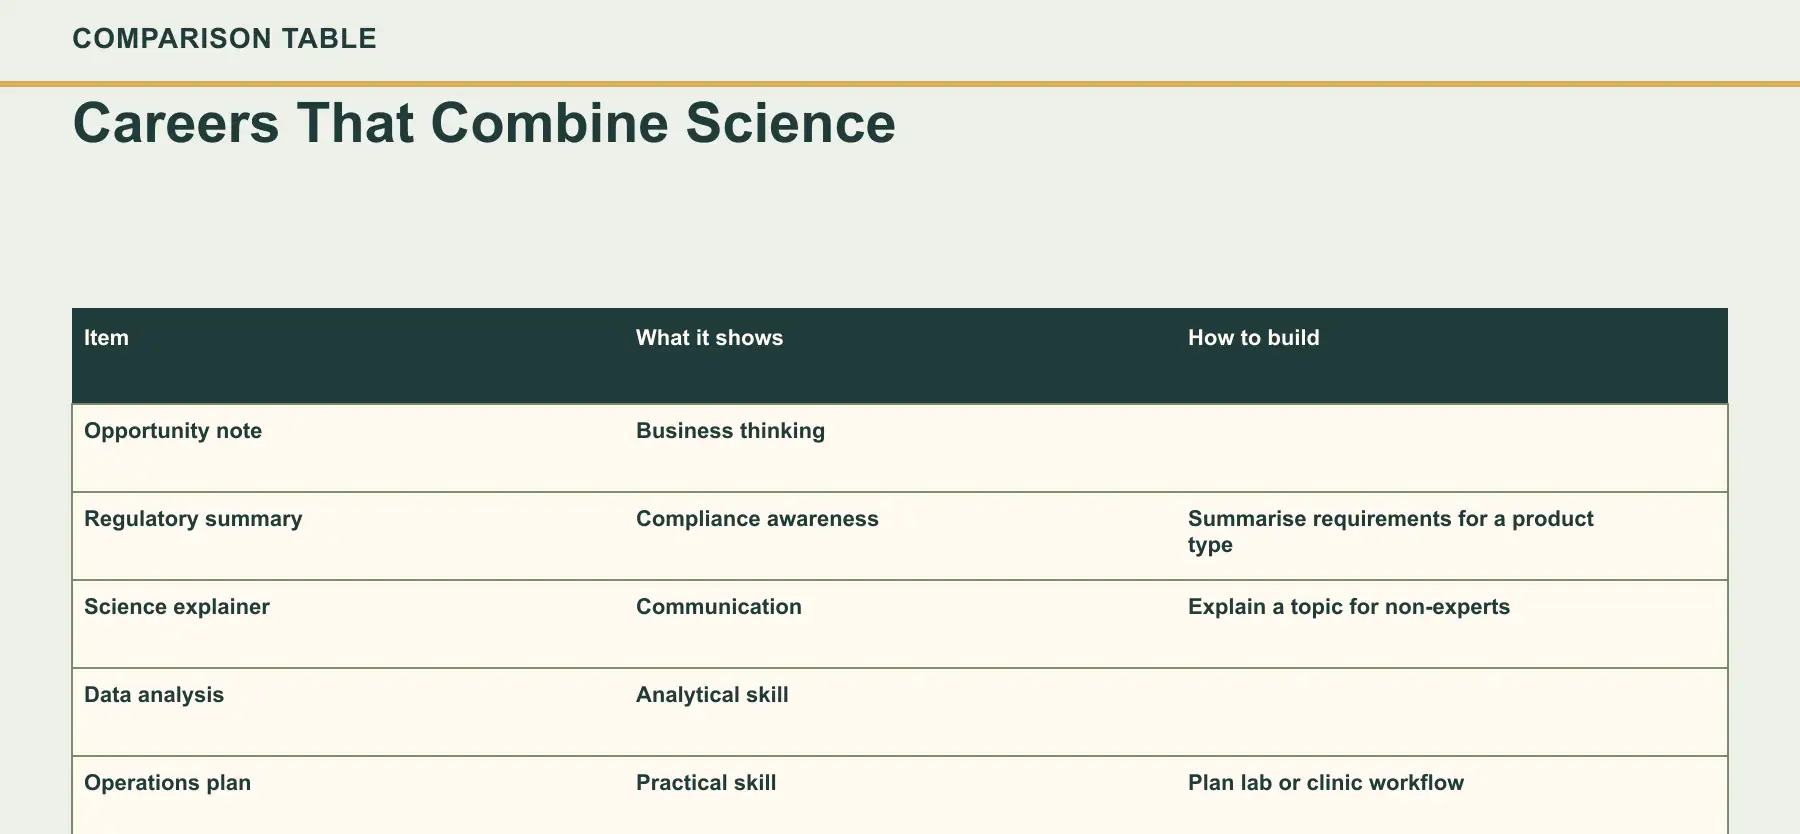 COMPARISON TABLE
Careers That Combine Science
Item What it shows How to build
Opportunity note Business thinking
Regulatory summary Compliance awareness Summarise requirements for a product
type
Science explainer Communication Explain a topic for non-experts
Data analysis Analytical skill
Operations plan Practical skill Plan lab or clinic workflow